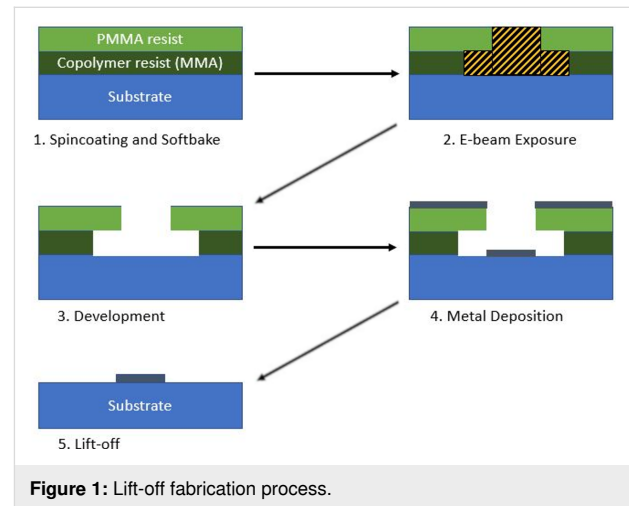 PMMA resist
Copolymer resist (MMA)
Substrate
1. Spincoating and Softbake
2. E-beam Exposure
3. Development
4. Metal Deposition
Substrate
5. Lift-off
Figure 1: Lift-off fabrication process.